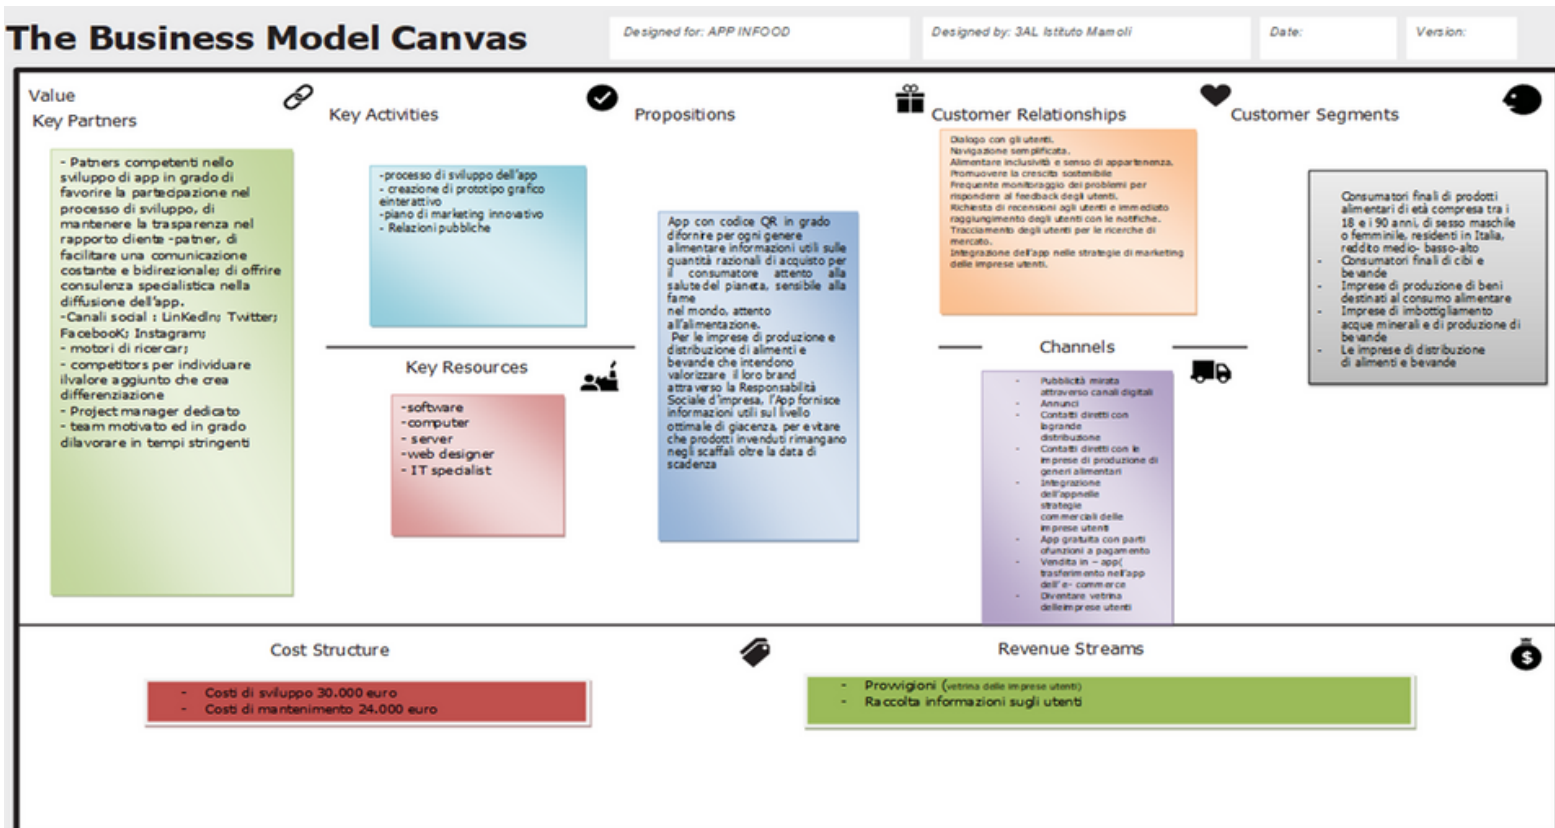 The Business Model Canvas
Designed for: APP INFOOD
Designed by: 3AL Istituto Mamoli
Date:
Version:
Value
Key Partners
- Patners competenti nello
sviluppo di app in grado di
favorire la partecipazione nel
processo di sviluppo, di
mantenere la trasparenza nel
rapporto cliente -patner, di
facilitare una comunicazione
costante e bidirezionale; di offrire
consulenza specialistica nella
diffusione dell'app.
-Canali social : LinKedIn; Twitter;
FacebooK; Instagram;
- motori di ricercar;
- competitors per individuare
ilvalore aggiunto che crea
differenziazione
- Project manager dedicato
- team motivato ed in grado
dilavorare in tempi stringenti
Key Activities
-processo di sviluppo dell'app
- creazione di prototipo grafico
einterattivo
-piano di marketing innovativo
- Relazioni pubbliche
Key Resources
-software
-computer
- server
-web designer
- IT specialist
Propositions
App con codice QR in grado
difornire per ogni genere
alimentare informazioni utili sulle
quantità razionali di acquisto per
il consumatore attento alla
salute del pianeta, sensibile alla
fame
nel mondo, attento
all'alimentazione.
Per le imprese di produzione e
distribuzione di alimenti e
bevande che intendono
valorizzare il loro brand
attraverso la Responsabilità
Sociale d'impresa, l'App fornisce
informazioni utili sul livello
ottimale di giacenza, per evitare
che prodotti invenduti rimangano
negli scaffali oltre la data di
scadenza
Customer Relationships
Dialogo con gli utenti.
Navigazione semplificata.
Alimentare inclusività e senso di appartenenza.
Promuovere la crescita sostenibile
Frequente monitoraggio dei problemi per
rispondere al feedback degli utenti.
Richiesta di recensioni agli utenti e immediato
raggiungimento degli utenti con le notifiche.
Tracciamento degli utenti per le ricerche di
mercato.
Integrazione dell'app nelle strategie di marketing
delle imprese utenti.
Channels
- Pubblicità mirata
attraverso canali digitali
- Annunci
- Contatti diretti con
lagrande
distribuzione
- Contatti diretti con le
imprese di produzione di
generi alimentari
- Integrazione
dell'appnelle
strategie
commerciali delle
imprese utenti
- App gratuita con parti
ofunzioni a pagamento
- Vendita in – app(
trasferimento nell'app
dell' e- commerce
- Diventare vetrina
delleimprese utenti
Customer Segments
Consumatori finali di prodotti
alimentari di età compresa tra i
18 e i 90 anni, di sesso maschile
o femminile, residenti in Italia,
reddito medio- basso-alto
- Consumatori finali di cibi e
bevande
- Imprese di produzione di beni
destinati al consumo alimentare
- Imprese di imbottigliamento
acque minerali e di produzione di
bevande
- Le imprese di distribuzione
di alimenti e bevande
Cost Structure
- Costi di sviluppo 30.000 euro
- Costi di mantenimento 24.000 euro
Revenue Streams
- Provvigioni (vetrina delle imprese utenti)
- Raccolta informazioni sugli utenti